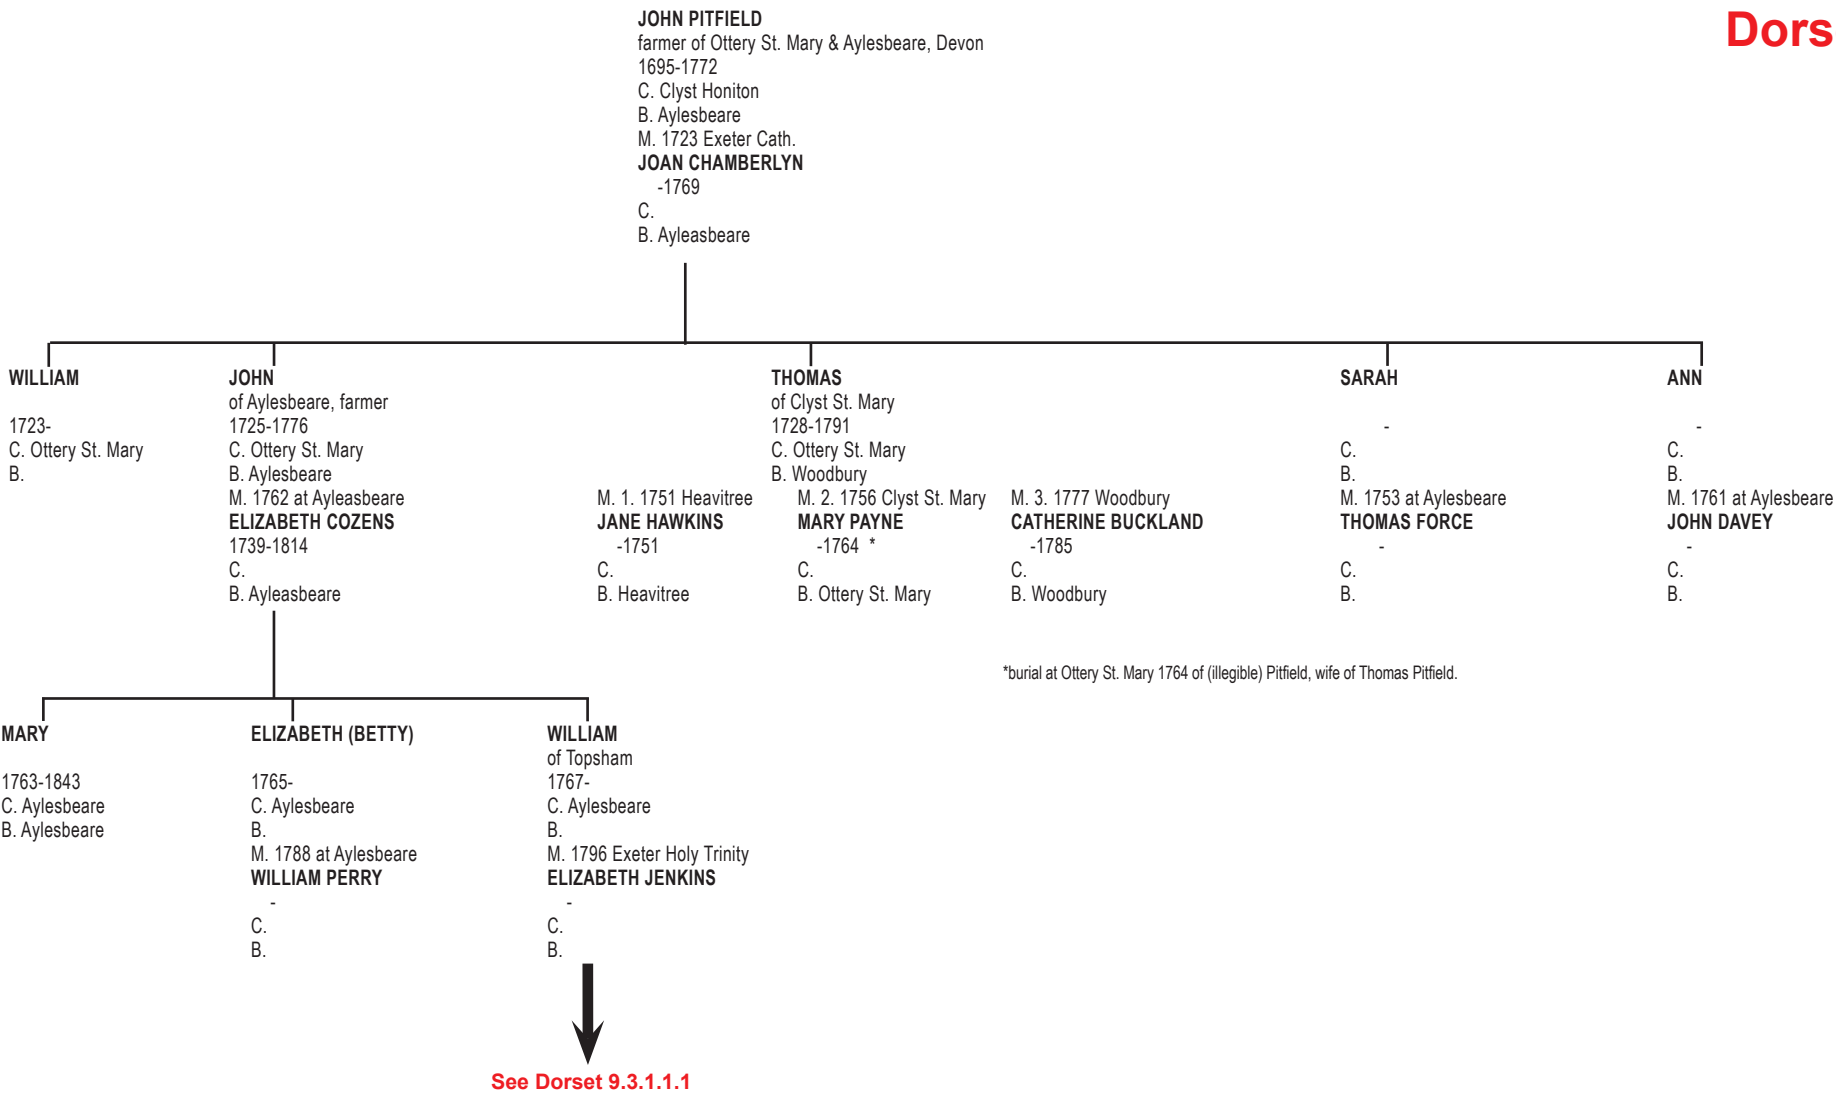 Dors
JOHN PITFIELD
farmer of Ottery St. Mary & Aylesbeare, Devon
1695-1772
C. Clyst Honiton
B. Aylesbeare
M. 1723 Exeter Cath.
JOAN CHAMBERLYN
-1769
C.
B. Ayleasbeare
WILLIAM
1723-
C. Ottery St. Mary
B.
JOHN
of Aylesbeare, farmer
1725-1776
C. Ottery St. Mary
B. Aylesbeare
M. 1762 at Ayleasbeare
ELIZABETH COZENS
1739-1814
C.
B. Ayleasbeare
THOMAS
of Clyst St. Mary
1728-1791
C. Ottery St. Mary
B. Woodbury
M. 1. 1751 Heavitree
JANE HAWKINS
-1751
C.
B. Heavitree
M. 2. 1756 Clyst St. Mary
MARY PAYNE
-1764 *
C.
B. Ottery St. Mary
M. 3. 1777 Woodbury
CATHERINE BUCKLAND
-1785
C.
B. Woodbury
SARAH
-
C.
B.
M. 1753 at Aylesbeare
THOMAS FORCE
-
C.
B.
ANN
-
C.
B.
M. 1761 at Aylesbeare
JOHN DAVEY
-
C.
B.
*burial at Ottery St. Mary 1764 of (illegible) Pitfield, wife of Thomas Pitfield.
MARY
1763-1843
C. Aylesbeare
B. Aylesbeare
ELIZABETH (BETTY)
1765-
C. Aylesbeare
B.
M. 1788 at Aylesbeare
WILLIAM PERRY
-
C.
B.
WILLIAM
of Topsham
1767-
C. Aylesbeare
B.
M. 1796 Exeter Holy Trinity
ELIZABETH JENKINS
-
C.
B.
See Dorset 9.3.1.1.1